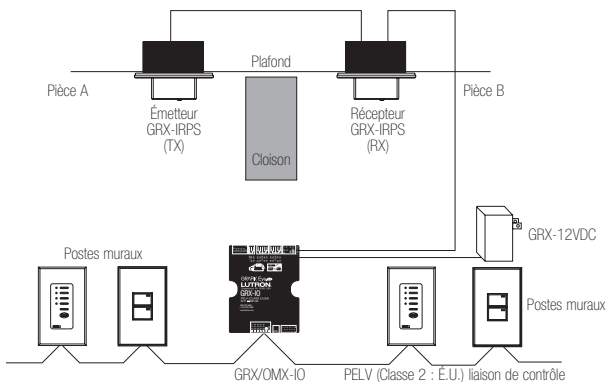 Plafond
Pièce A
Pièce B
Émetteur
GRX-IRPS
(TX)
Récepteur
GRX-IRPS
(RX)
Cloison
GRX-12VDC
Postes muraux
LUTRON
GRX-IO
Postes muraux
GRX/OMX-IO
PELV (Classe 2 : É.U.) liaison de contrôle